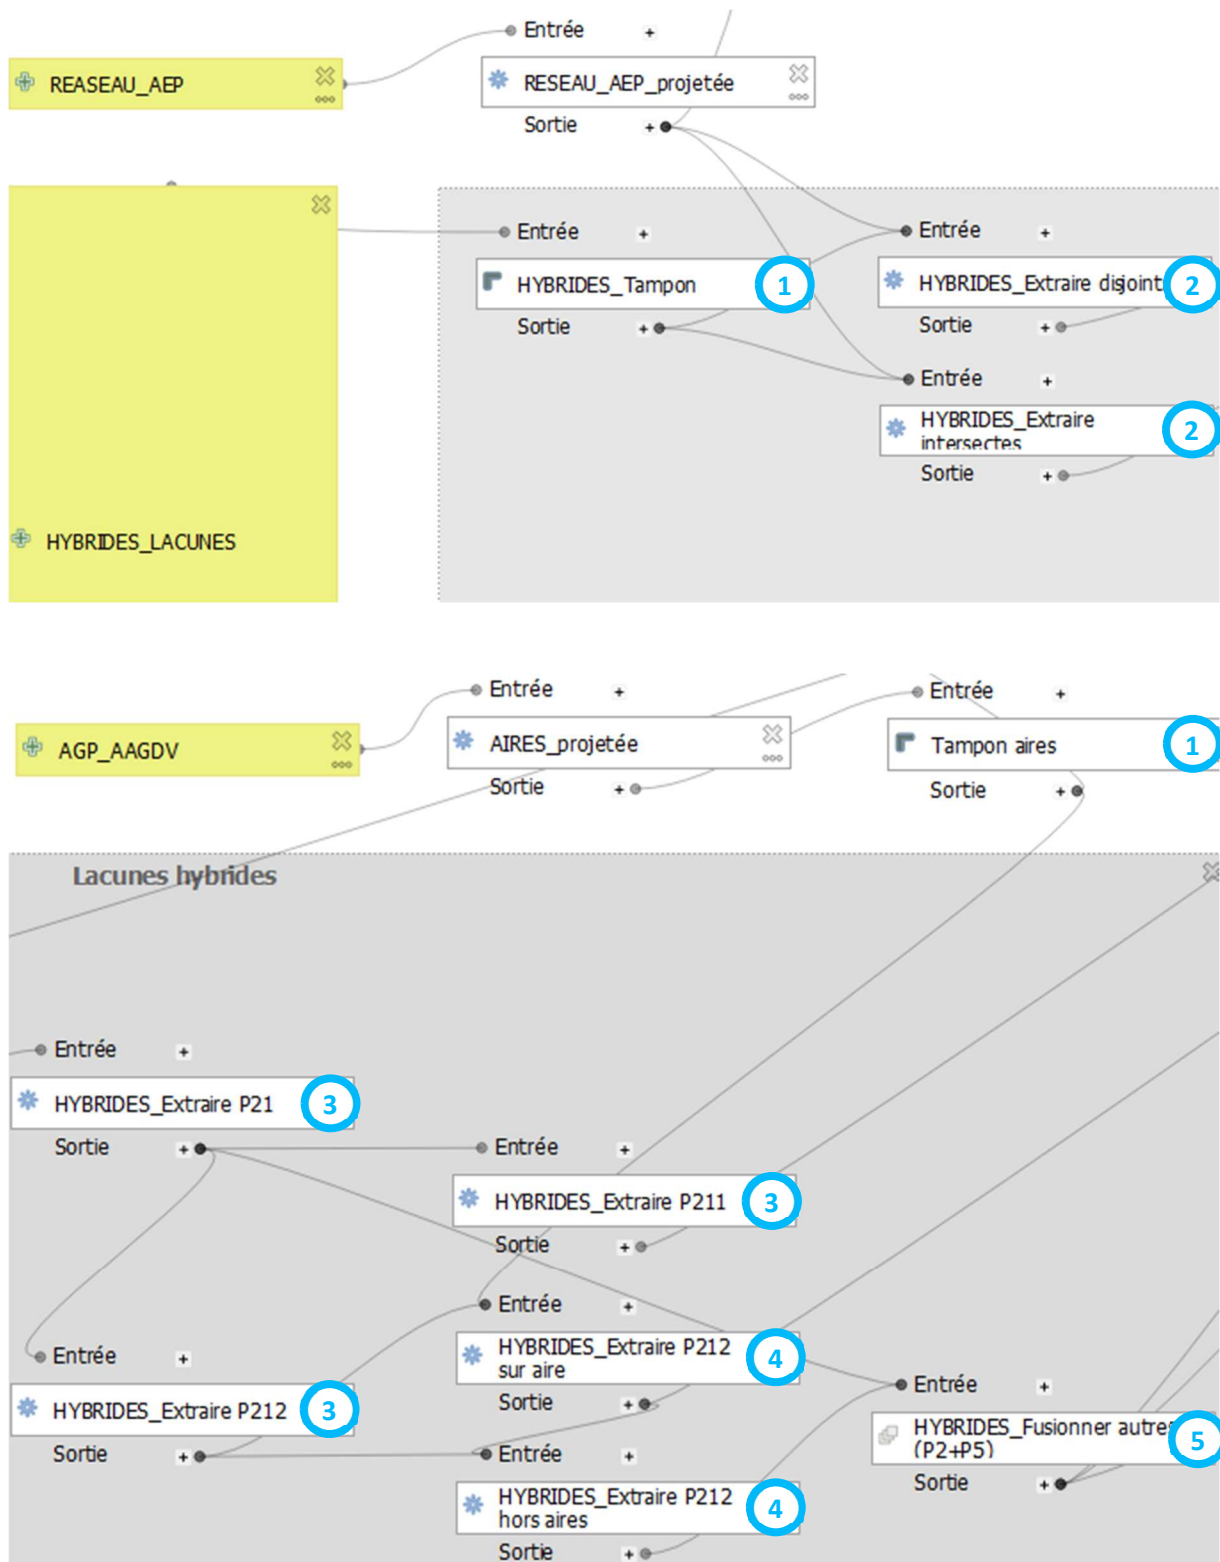 Entrée +
REASEAU_AEP
RESEAU_AEP_projetée
Sortie +
Entrée +
Entrée +
HYBRIDES_Tampon 1
HYBRIDES_Extraire disjoint 2
Sortie +
Sortie +
Entrée +
HYBRIDES_Extraire
intersectes 2
Sortie +
HYBRIDES_LACUNES
Entrée +
Entrée +
AGP_AAGDV
AIRES_projetée
Tampon aires 1
Sortie +
Sortie +
Lacunes hybrides
Entrée +
HYBRIDES_Extraire P21 3
Sortie +
Entrée +
HYBRIDES_Extraire P211 3
Sortie +
Entrée +
Entrée +
HYBRIDES_Extraire P212
sur aire 4
HYBRIDES_Extraire P212 3
Sortie +
Sortie +
Entrée +
HYBRIDES_Fusionner autres
(P2+P5) 5
Sortie +
Entrée +
HYBRIDES_Extraire P212
hors aires 4
Sortie +